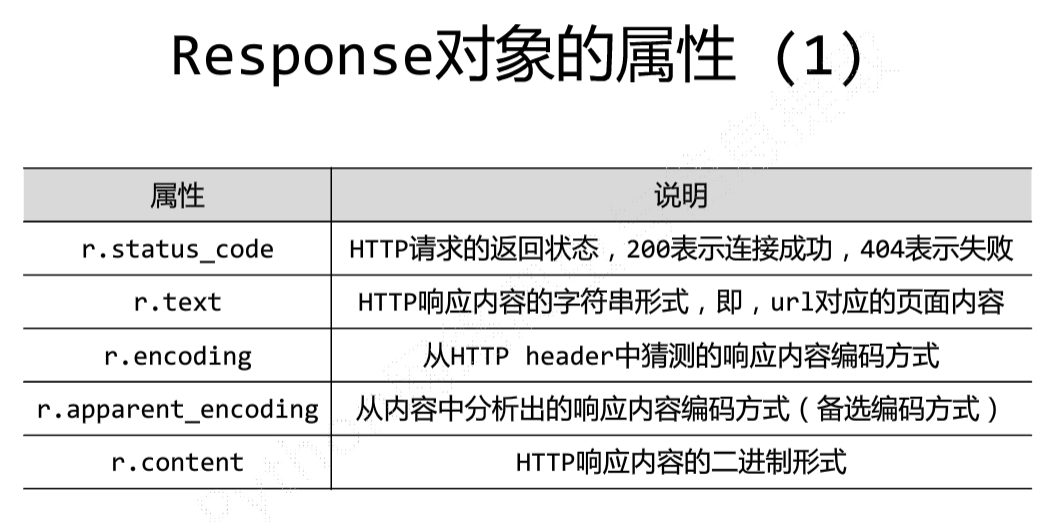 Response对象的属性 (1)
属性 说明
r.status_code HTTP请求的返回状态，200表示连接成功，404表示失败
r.text HTTP响应内容的字符串形式，即，url对应的页面内容
r.encoding 从HTTP header中猜测的响应内容编码方式
r.apparent_encoding 从内容中分析出的响应内容编码方式（备选编码方式）
r.content HTTP响应内容的二进制形式